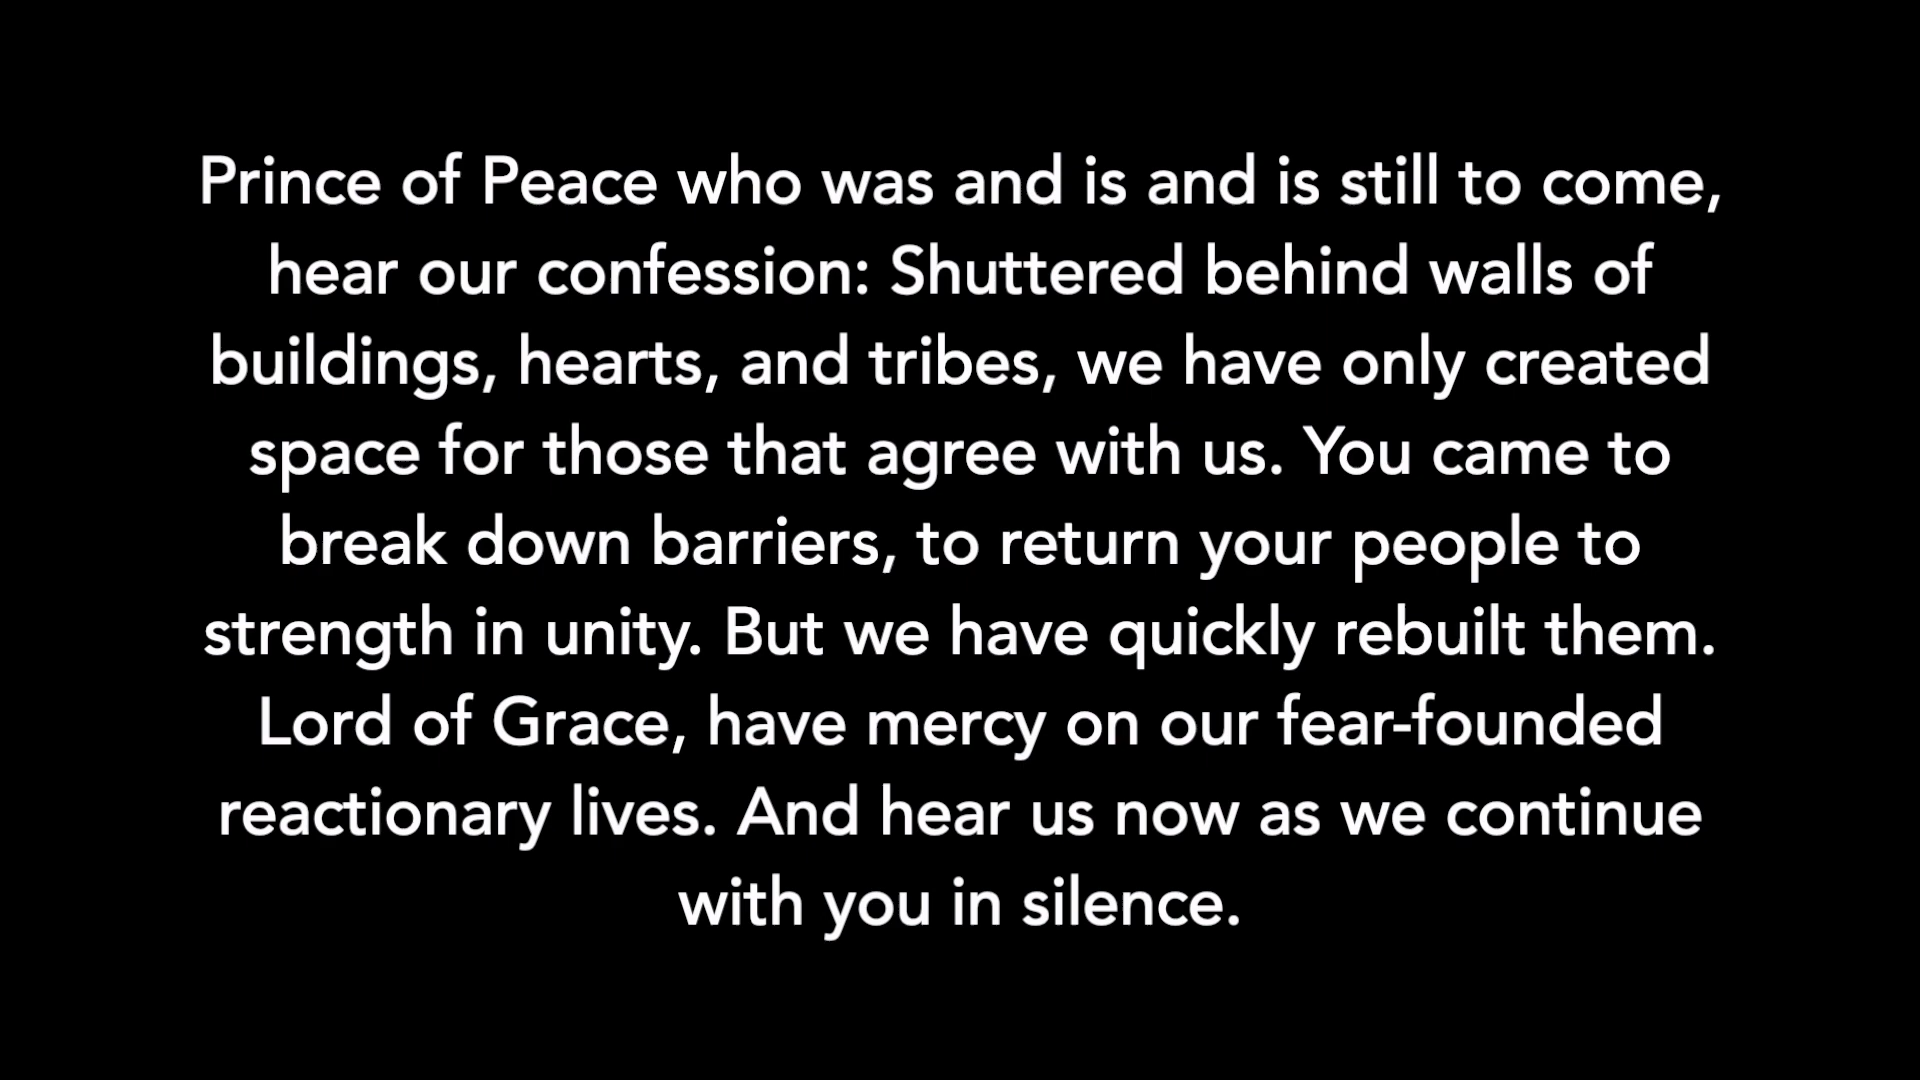 Prince of Peace who was and is and is still to come,
hear our confession: Shuttered behind walls of
buildings, hearts, and tribes, we have only created
space for those that agree with us. You came to
break down barriers, to return your people to
strength in unity. But we have quickly rebuilt them.
Lord of Grace, have mercy on our fear-founded
reactionary lives. And hear us now as we continue
with you in silence.